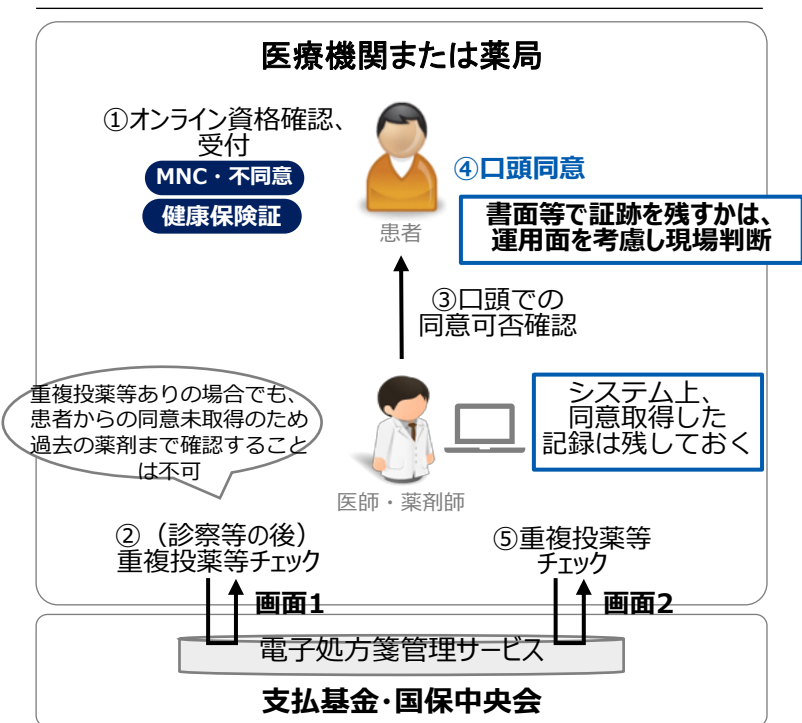 医療機関または薬局
①オンライン資格確認、
受付
MNC・不同意
健康保険証
患者
④口頭同意
書面等で証跡を残すかは、
運用面を考慮し現場判断
③口頭での
同意可否確認
重複投薬等ありの場合でも、
患者からの同意未取得のため
過去の薬剤まで確認すること
は不可
医師・薬剤師
システム上、
同意取得した
記録は残しておく
②（診察等の後）
重複投薬等チェック
画面1
⑤重複投薬等
チェック
画面2
電子処方箋管理サービス
支払基金･国保中央会